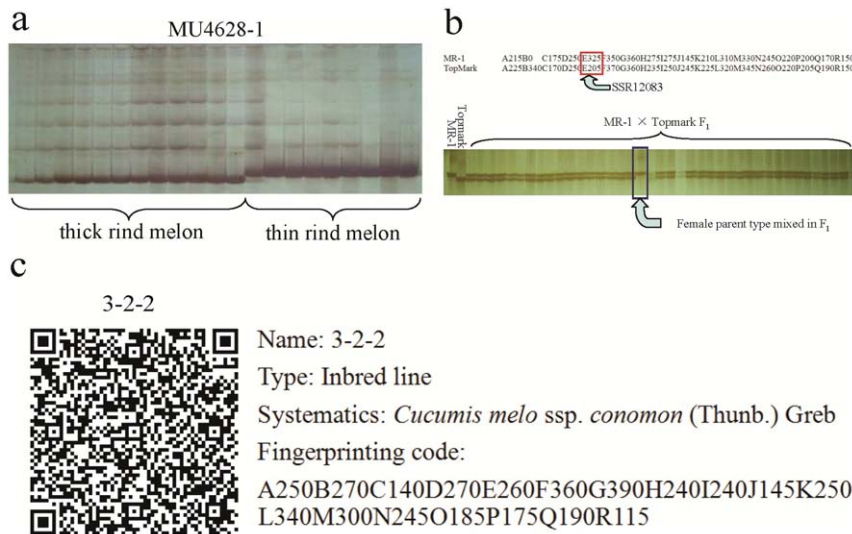 a
MU4628-1
thick rind melon
thin rind melon
b
MR-1 A215B0 C175D250E325F350G360H275I275J145K210L310M330N245O220P200Q170R150
TopMark A225B340C170D250E205F370G360H235I250J245K225L320M345N260O220P205Q190R150
SSR12083
MR-1 × Topmark F₁
Topmark
MR-1
Female parent type mixed in F₁
c
3-2-2
Name: 3-2-2
Type: Inbred line
Systematics: Cucumis melo ssp. conomon (Thunb.) Greb
Fingerprinting code:
A250B270C140D270E260F360G390H240I240J145K250
L340M300N245O185P175Q190R115